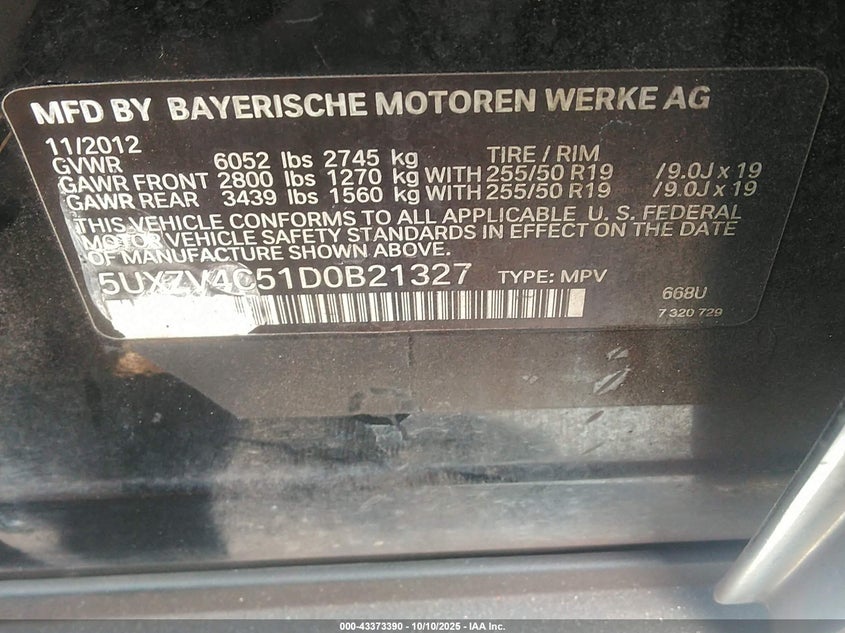 MFD BY BAYERISCHE MOTOREN WERKE AG
11/2012 TIRE / RIM
GVWR 6052 lbs 2745 kg
GAWR FRONT 2800 lbs 1270 kg WITH 255/50 R19 /9.0J x 19
GAWR REAR 3439 lbs 1560 kg WITH 255/50 R19 /9.0J x 19
THIS VEHICLE CONFORMS TO ALL APPLICABLE U. S. FEDERAL
MOTOR VEHICLE SAFETY STANDARDS IN EFFECT ON THE DATE
OF MANUFACTURE SHOWN ABOVE.
5UXZV4C51D0B21327 TYPE: MPV
668U
7 320 729
000-43373390 - 10/10/2025 - IAA Inc.